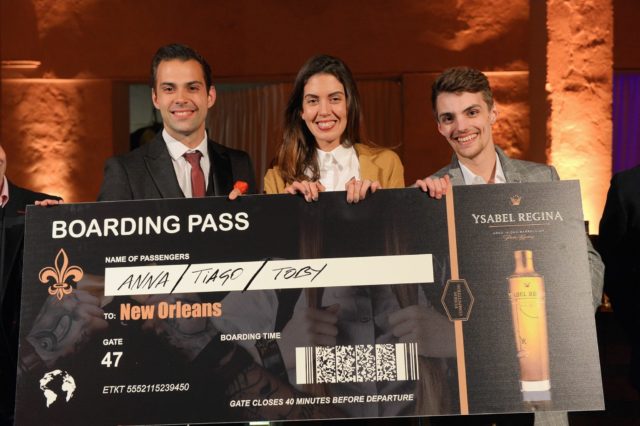 BOARDING PASS
NAME OF PASSENGERS
ANNA / TIAGO / TOBY
TO: New Orleans
GATE
47
BOARDING TIME
ETKT 5552115239450
GATE CLOSES 40 MINUTES BEFORE DEPARTURE
YSABEL REGINA